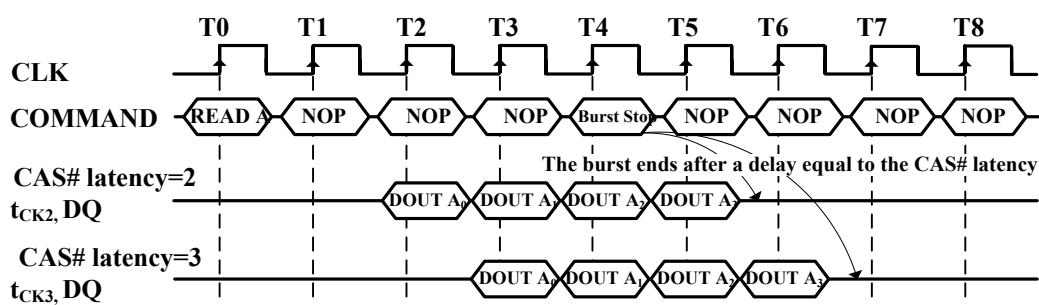 T0 T1 T2 T3 T4 T5 T6 T7 T8
CLK
COMMAND READ A NOP NOP NOP Burst Stop NOP NOP NOP NOP
The burst ends after a delay equal to the CAS# latency
CAS# latency=2
tCK2, DQ DOUT A0 DOUT A1 DOUT A2 DOUT A3
CAS# latency=3
tCK3, DQ DOUT A0 DOUT A1 DOUT A2 DOUT A3